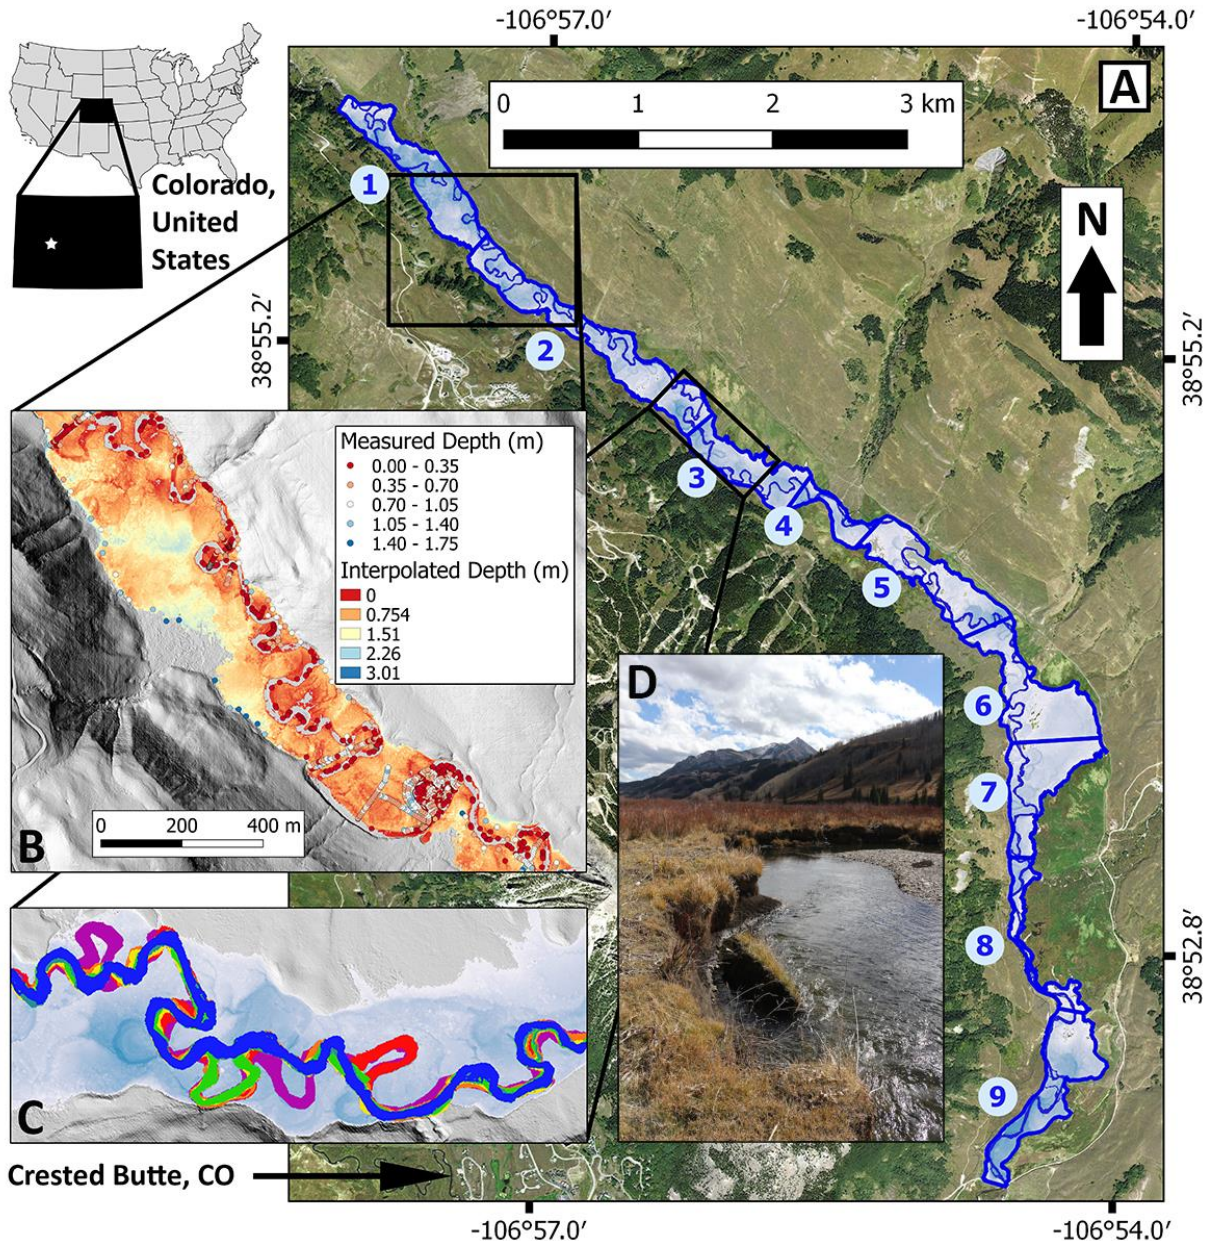 -106°57.0′
-106°54.0′
A
0 1 2 3 km
Colorado,
United
States
N
38°55.2′
38°55.2′
1
2
3
4
5
6
7
8
9
Measured Depth (m)
0.00 - 0.35
0.35 - 0.70
0.70 - 1.05
1.05 - 1.40
1.40 - 1.75
Interpolated Depth (m)
0
0.754
1.51
2.26
3.01
0 200 400 m
B
D
C
38°52.8′
Crested Butte, CO
-106°57.0′
-106°54.0′